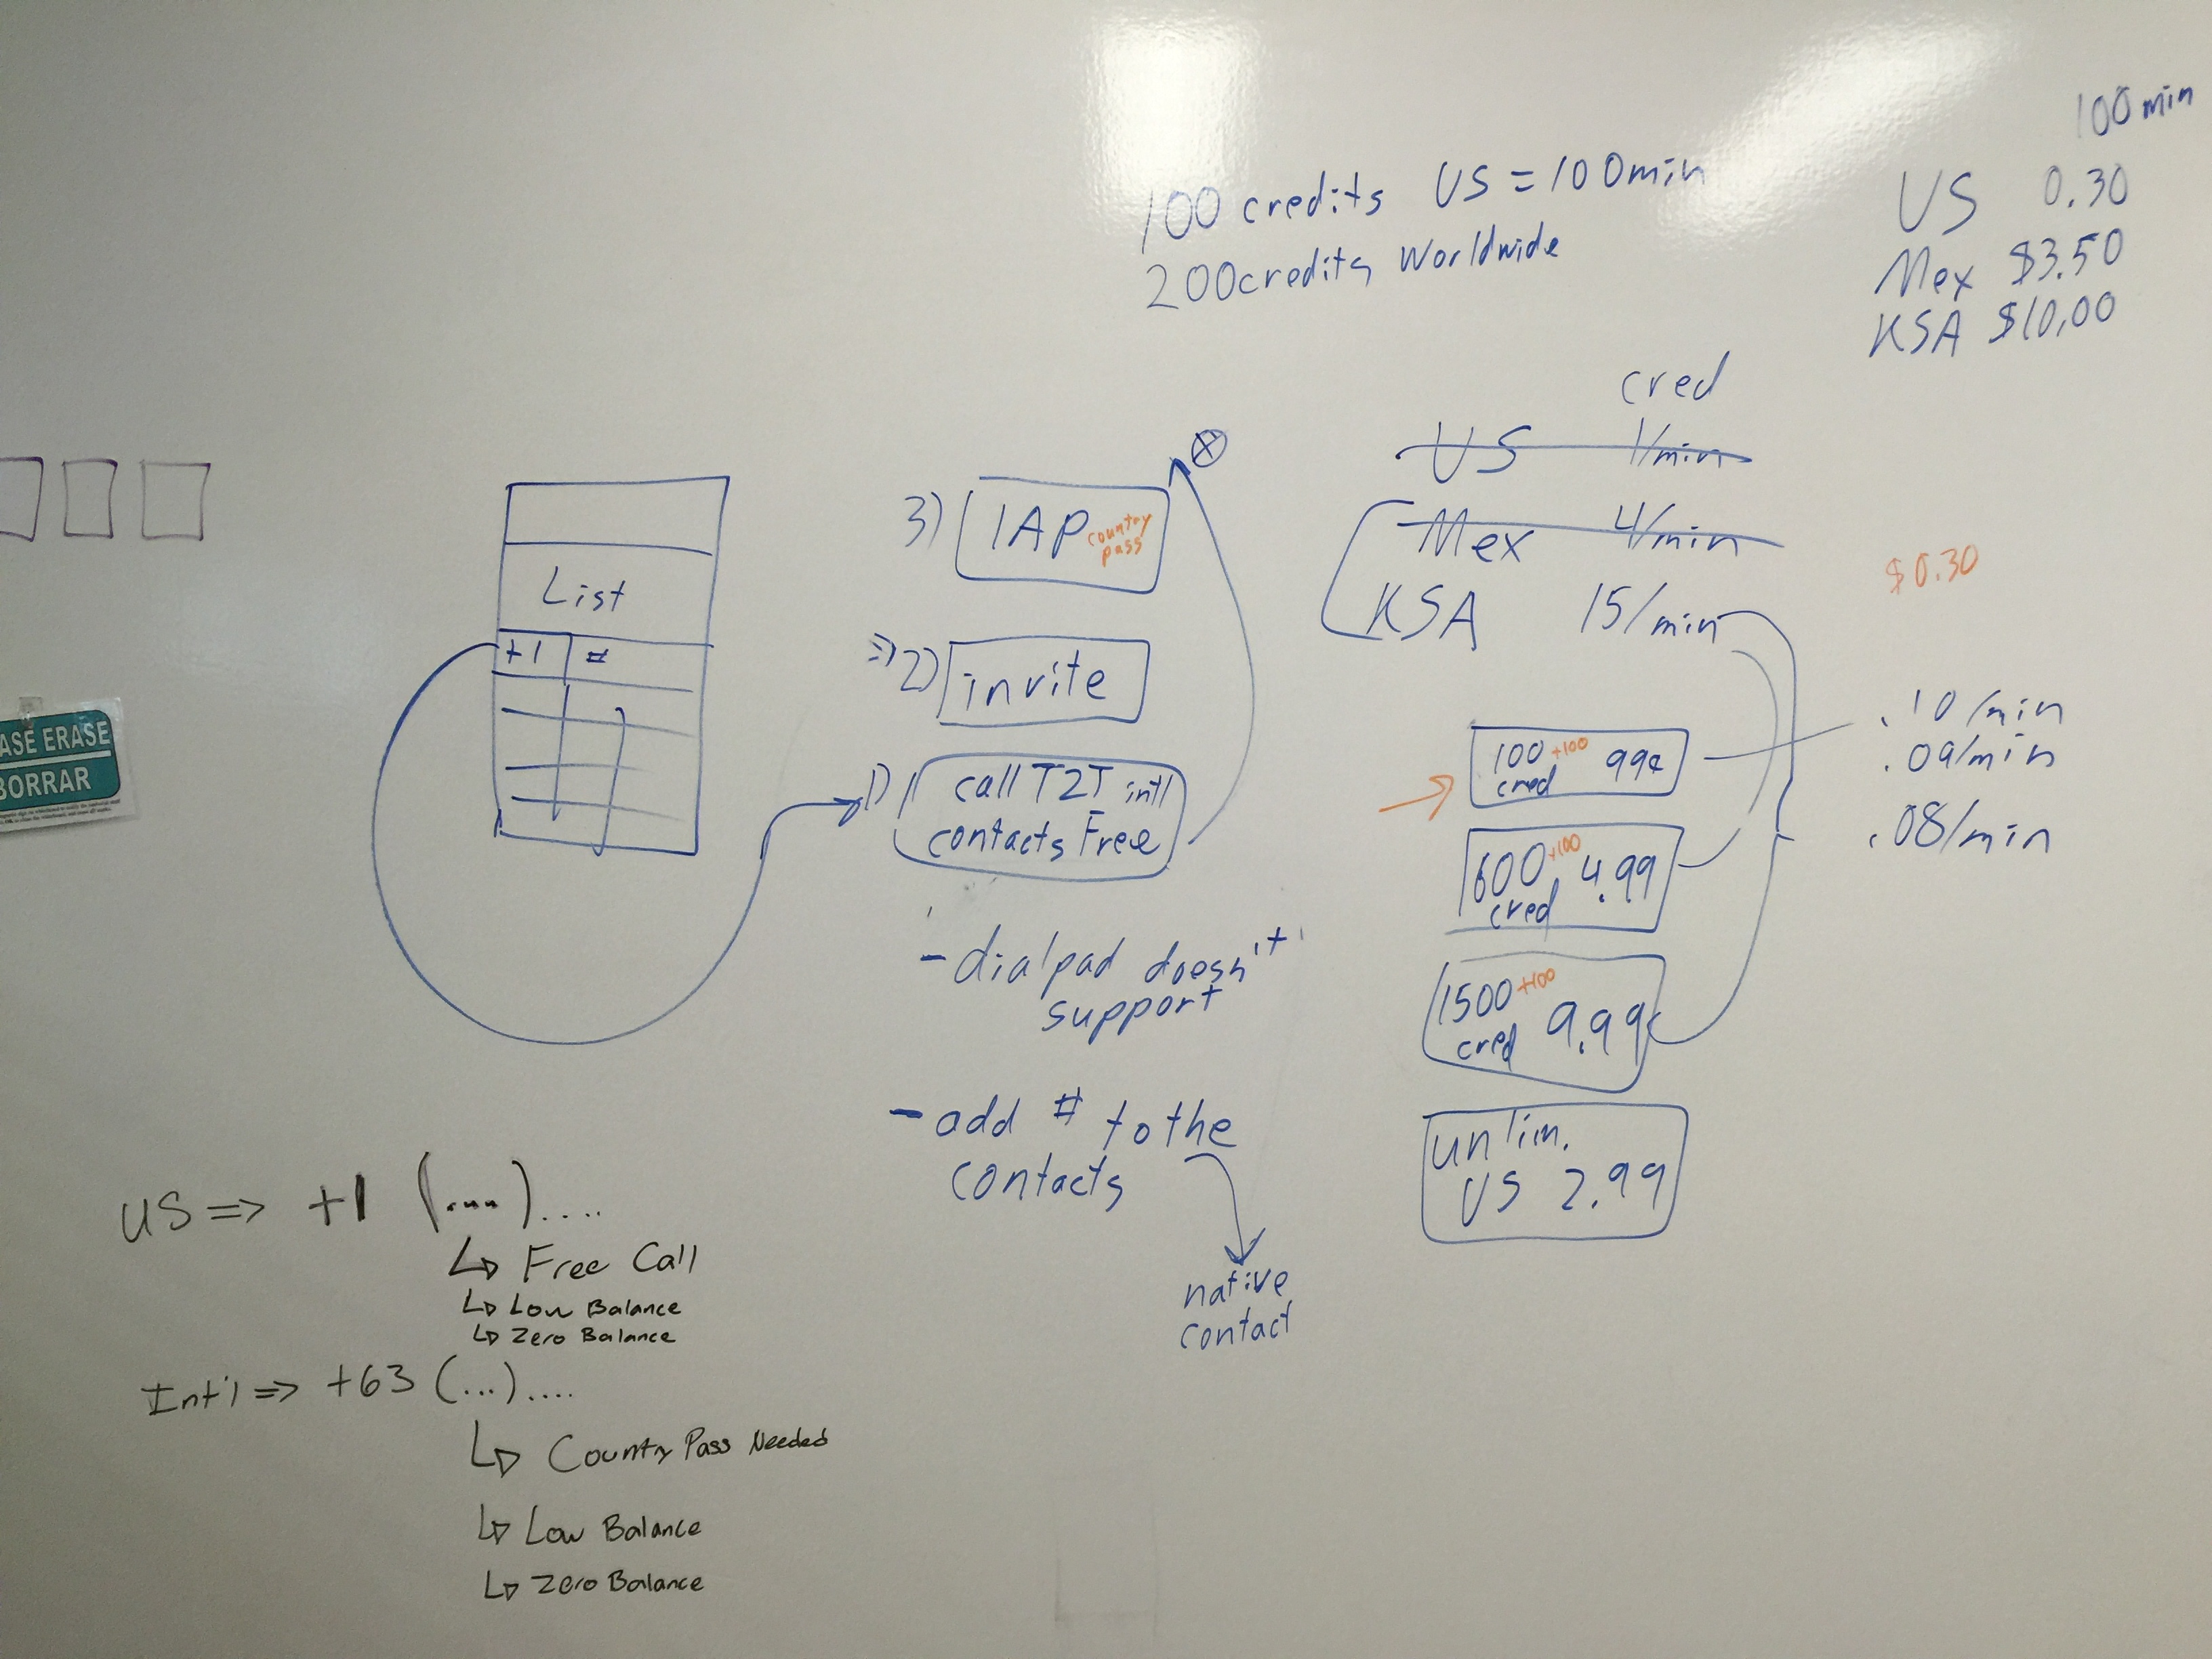 100 min
US 0.30
Mex $3.50
KSA $10.00
100 credits US = 100min
200credits Worldwide
cred
US 1/min
Mex 4/min
KSA 15/min
$0.30
.10/min
.09/min
.08/min
100 +100 99¢
cred
600 +100 4.99
cred
1500 +100 9.99
cred
unlim.
US 2.99
3) IAP country
pass
=>2) invite
1) call T2T int'l
contacts Free
- dialpad doesn't
support
- add # to the
contacts
native
contact
List
+1 #
ASE ERASE
BORRAR
US => +1 (...)....
Free Call
Low Balance
Zero Balance
Int'l => +63 (...)....
Country Pass Needed
Low Balance
Zero Balance